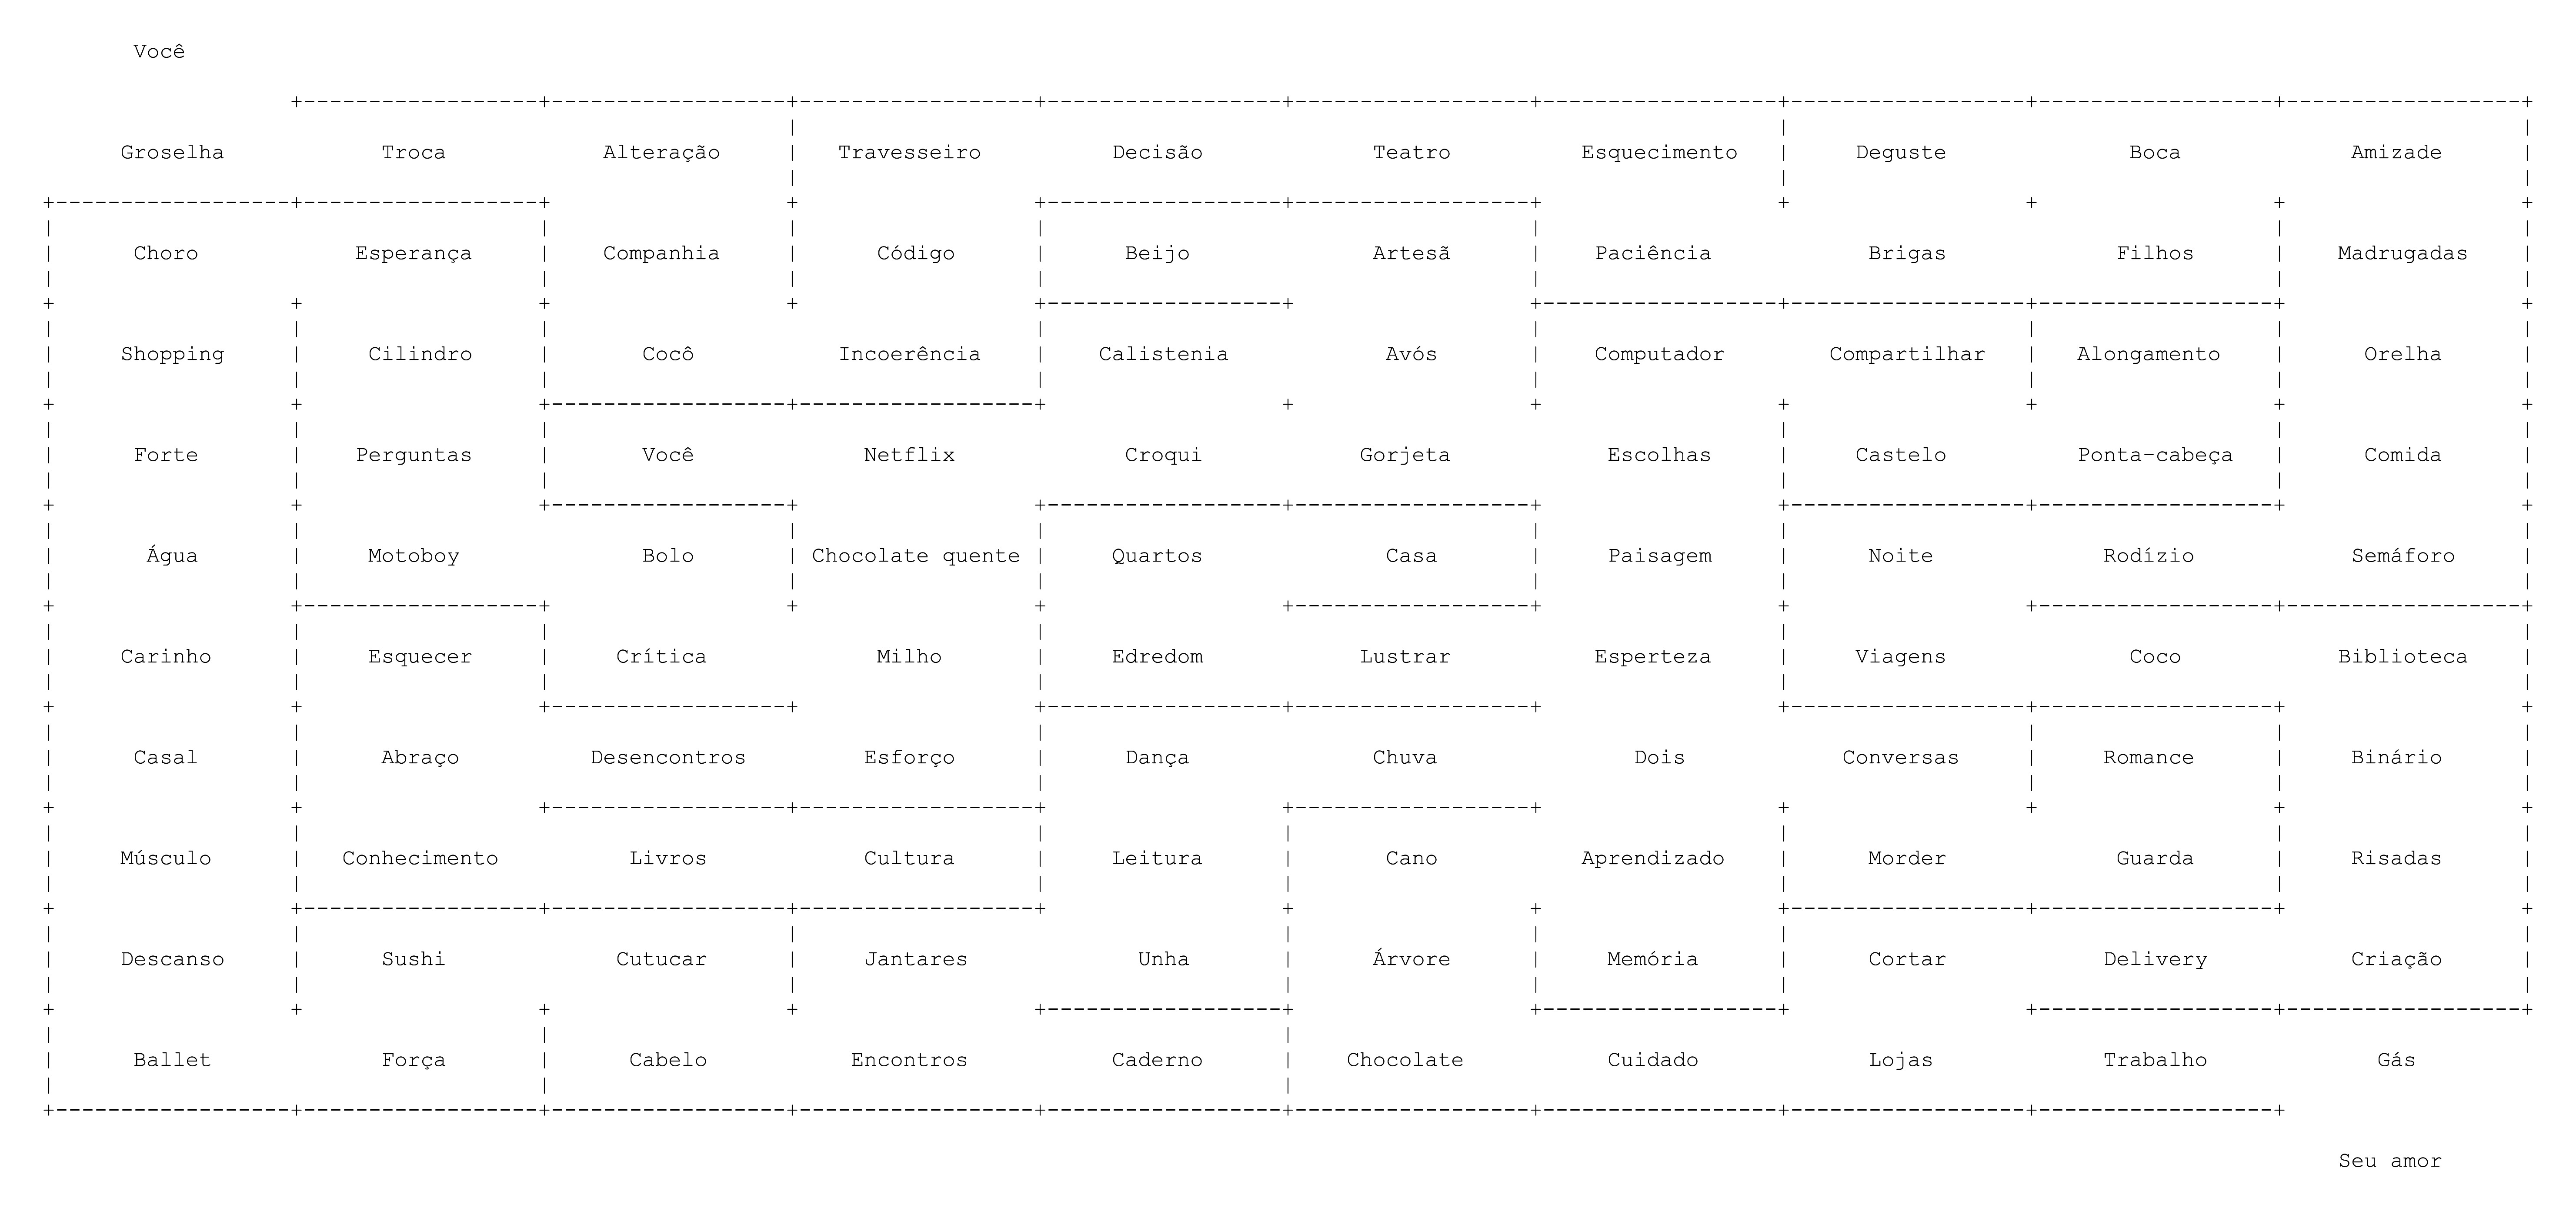 Você
Groselha Troca Alteração Travesseiro Decisão Teatro Esquecimento Deguste Boca Amizade
Choro Esperança Companhia Código Beijo Artesã Paciência Brigas Filhos Madrugadas
Shopping Cilindro Cocô Incoerência Calistenia Avós Computador Compartilhar Alongamento Orelha
Forte Perguntas Você Netflix Croqui Gorjeta Escolhas Castelo Ponta-cabeça Comida
Água Motoboy Bolo Chocolate quente Quartos Casa Paisagem Noite Rodízio Semáforo
Carinho Esquecer Crítica Milho Edredom Lustrar Esperteza Viagens Coco Biblioteca
Casal Abraço Desencontros Esforço Dança Chuva Dois Conversas Romance Binário
Músculo Conhecimento Livros Cultura Leitura Cano Aprendizado Morder Guarda Risadas
Descanso Sushi Cutucar Jantares Unha Árvore Memória Cortar Delivery Criação
Ballet Força Cabelo Encontros Caderno Chocolate Cuidado Lojas Trabalho Gás
Seu amor